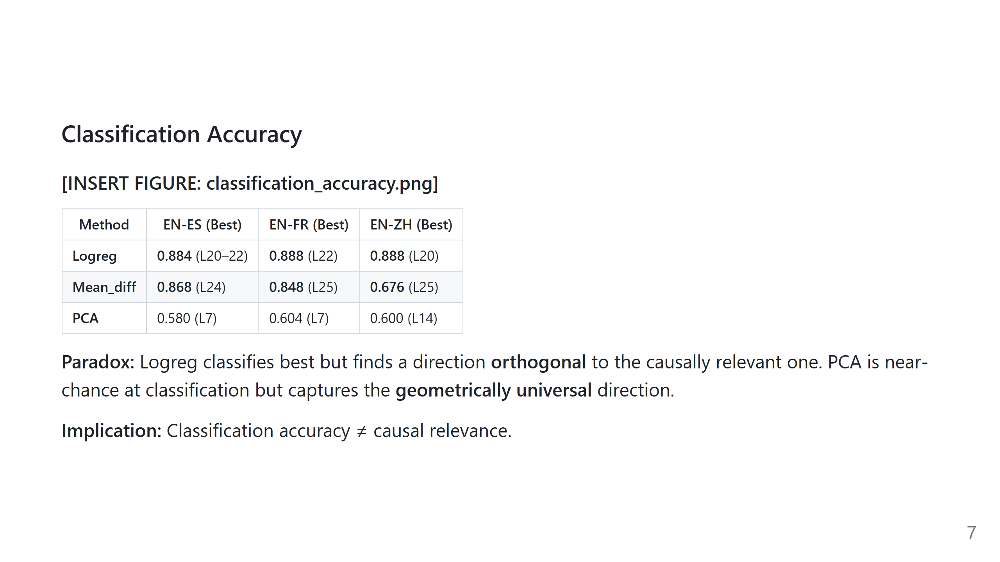 Classification Accuracy
[INSERT FIGURE: classification_accuracy.png]
Method EN-ES (Best) EN-FR (Best) EN-ZH (Best)
Logreg 0.884 (L20–22) 0.888 (L22) 0.888 (L20)
Mean_diff 0.868 (L24) 0.848 (L25) 0.676 (L25)
PCA 0.580 (L7) 0.604 (L7) 0.600 (L14)
Paradox: Logreg classifies best but finds a direction orthogonal to the causally relevant one. PCA is near-
chance at classification but captures the geometrically universal direction.
Implication: Classification accuracy ≠ causal relevance.
7